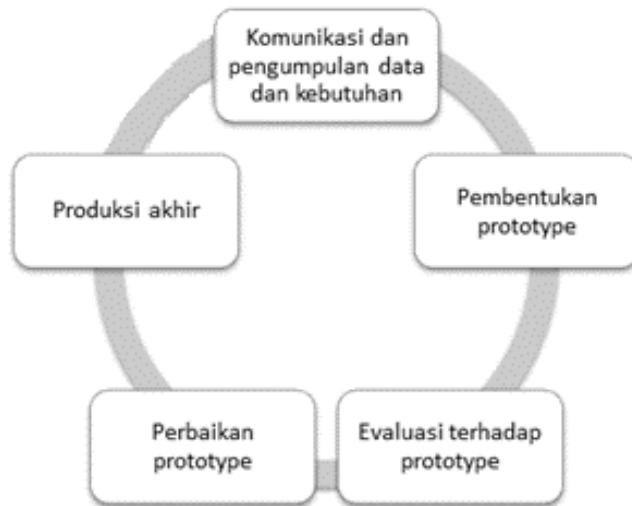 Komunikasi dan
pengumpulan data
dan kebutuhan
Pembentukan
prototype
Evaluasi terhadap
prototype
Perbaikan
prototype
Produksi akhir